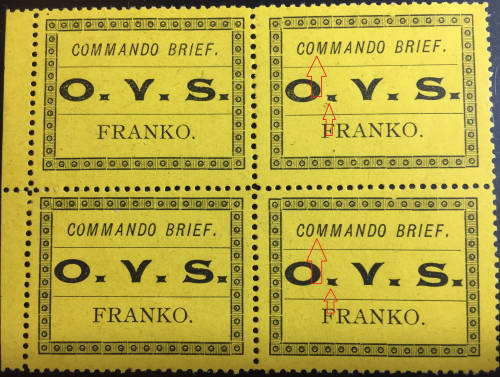 COMMANDO BRIEF.
O. V. S.
FRANKO.
COMMANDO BRIEF.
O. V. S.
FRANKO.
COMMANDO BRIEF.
O. V. S.
FRANKO.
COMMANDO BRIEF.
O. V. S.
FRANKO.